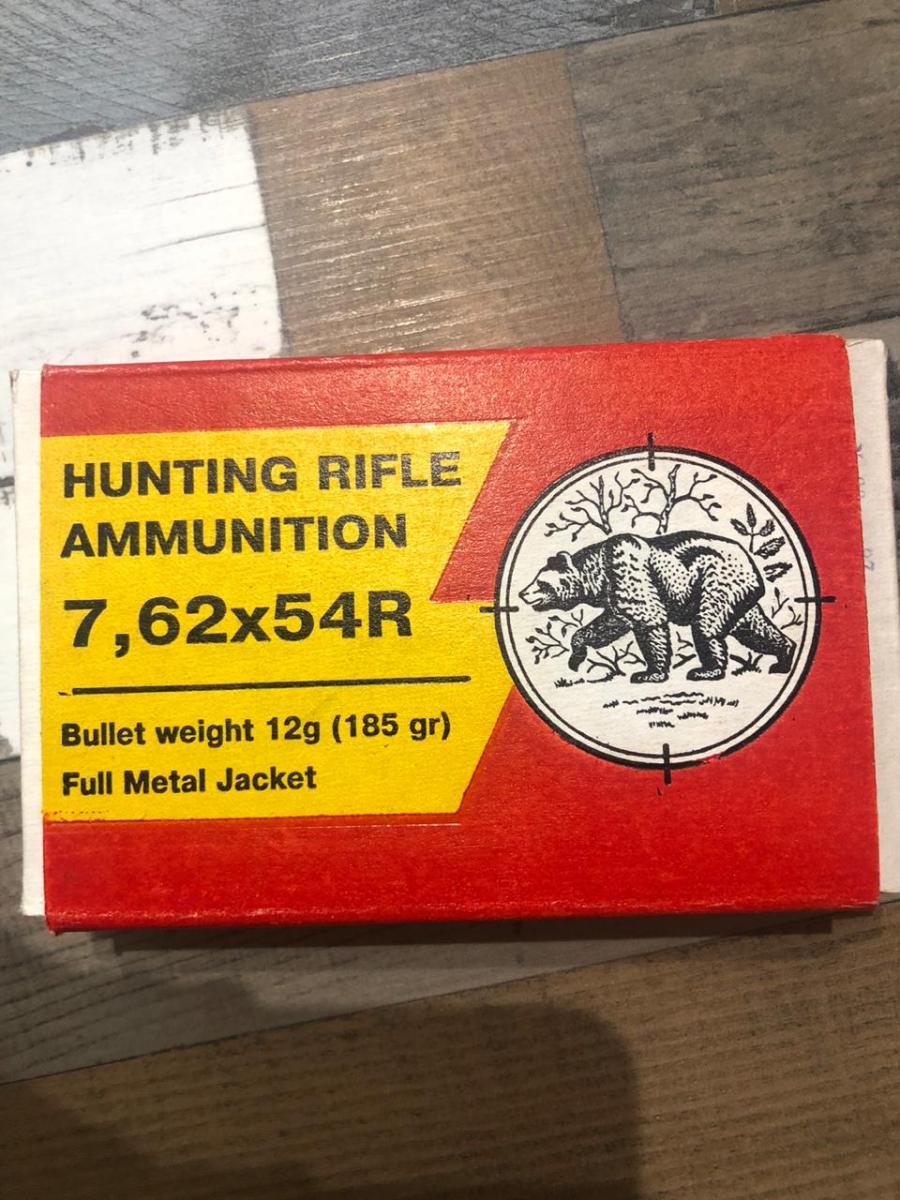 HUNTING RIFLE
AMMUNITION
7,62x54R
Bullet weight 12g (185 gr)
Full Metal Jacket